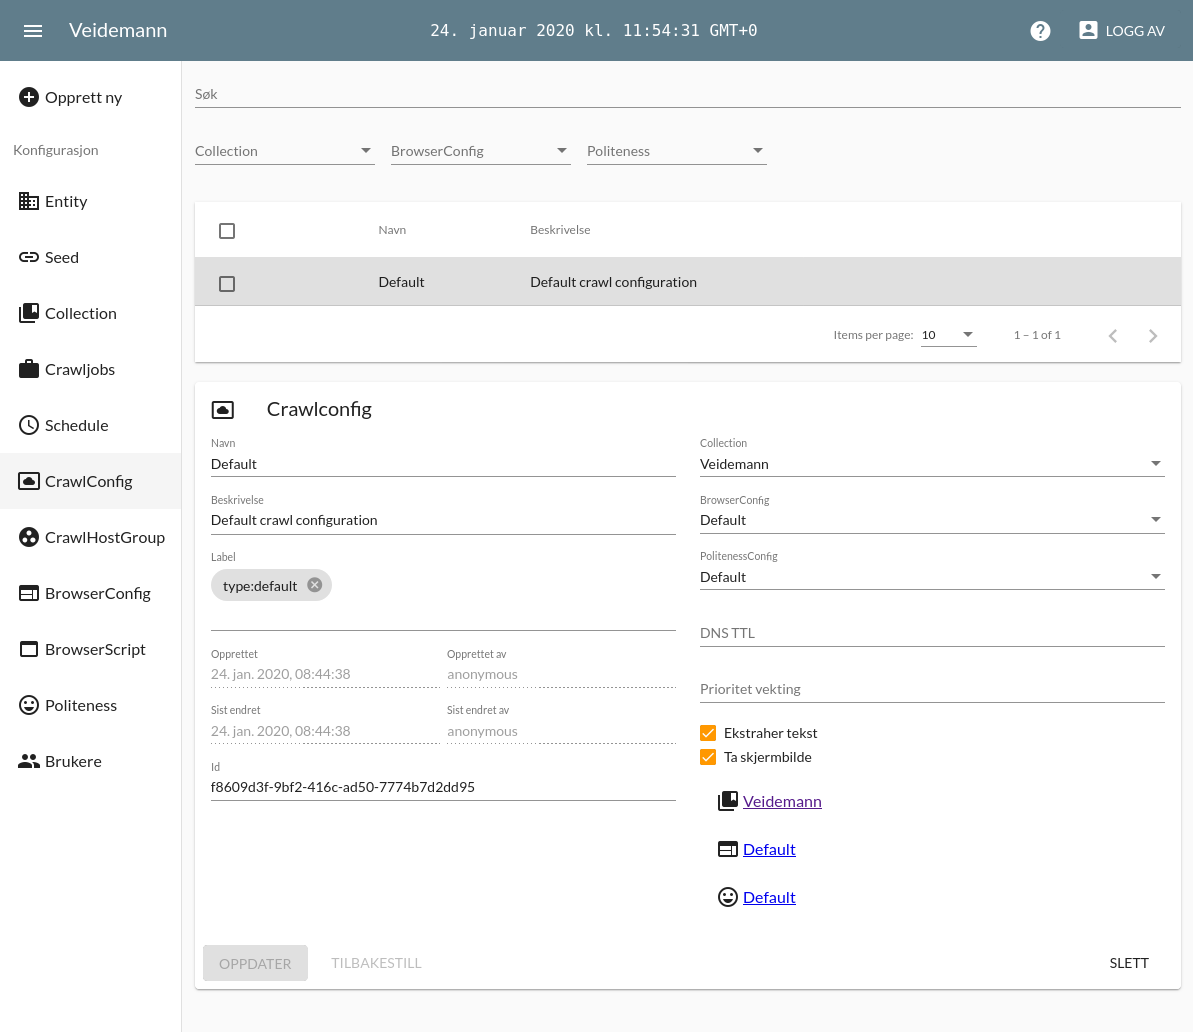 Veidemann
24. januar 2020 kl. 11:54:31 GMT+0
LOGG AV
Opprett ny
Konfigurasjon
Entity
Seed
Collection
Crawljobs
Schedule
CrawlConfig
CrawlHostGroup
BrowserConfig
BrowserScript
Politeness
Brukere
Søk
Collection BrowserConfig Politeness
Navn Beskrivelse
Default Default crawl configuration
Items per page: 10 1 – 1 of 1
Crawlconfig
Navn
Default
Beskrivelse
Default crawl configuration
Label
type:default
Opprettet Opprettet av
24. jan. 2020, 08:44:38 anonymous
Sist endret Sist endret av
24. jan. 2020, 08:44:38 anonymous
Id
f8609d3f-9bf2-416c-ad50-7774b7d2dd95
Collection
Veidemann
BrowserConfig
Default
PolitenessConfig
Default
DNS TTL
Prioritet vekting
Ekstraher tekst
Ta skjermbilde
Veidemann
Default
Default
OPPDATER TILBAKESTILL SLETT